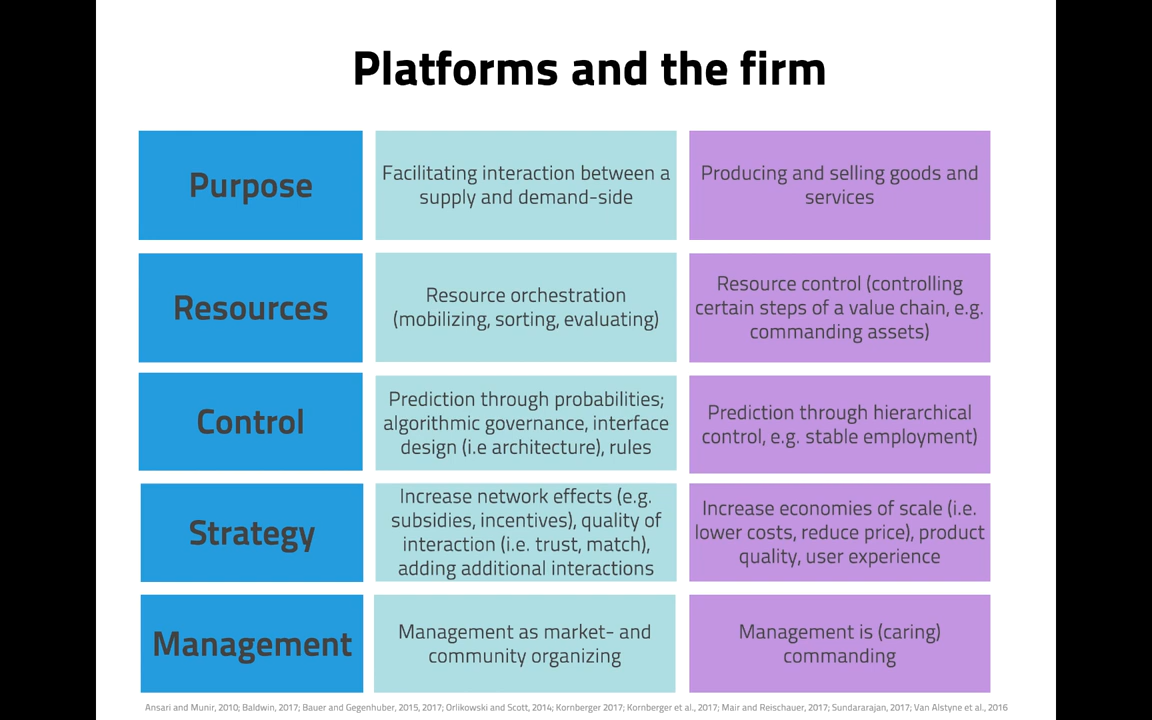 Platforms and the firm
Purpose
Facilitating interaction between a
supply and demand-side
Producing and selling goods and
services
Resources
Resource orchestration
(mobilizing, sorting, evaluating)
Resource control (controlling
certain steps of a value chain, e.g.
commanding assets)
Control
Prediction through probabilities;
algorithmic governance, interface
design (i.e architecture), rules
Prediction through hierarchical
control, e.g. stable employment)
Strategy
Increase network effects (e.g.
subsidies, incentives), quality of
interaction (i.e. trust, match),
adding additional interactions
Increase economies of scale (i.e.
lower costs, reduce price), product
quality, user experience
Management
Management as market- and
community organizing
Management is (caring)
commanding
Ansari and Munir, 2010; Baldwin, 2017; Bauer and Gegenhuber, 2015, 2017; Orlikowski and Scott, 2014; Kornberger 2017; Kornberger et al., 2017; Mair and Reischauer, 2017; Sundararajan, 2017; Van Alstyne et al., 2016